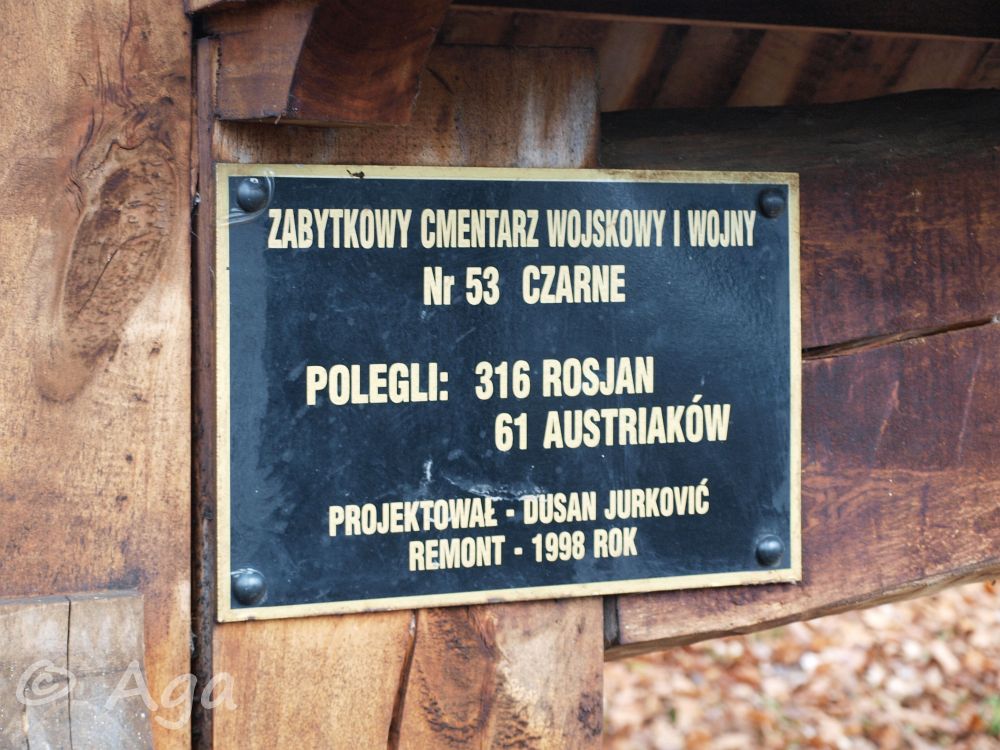 ZABYTKOWY CMENTARZ WOJSKOWY I WOJNY
Nr 53 CZARNE
POLEGLI: 316 ROSJAN
61 AUSTRIAKÓW
PROJEKTOWAŁ - DUSAN JURKOVIĆ
REMONT - 1998 ROK
© Aga